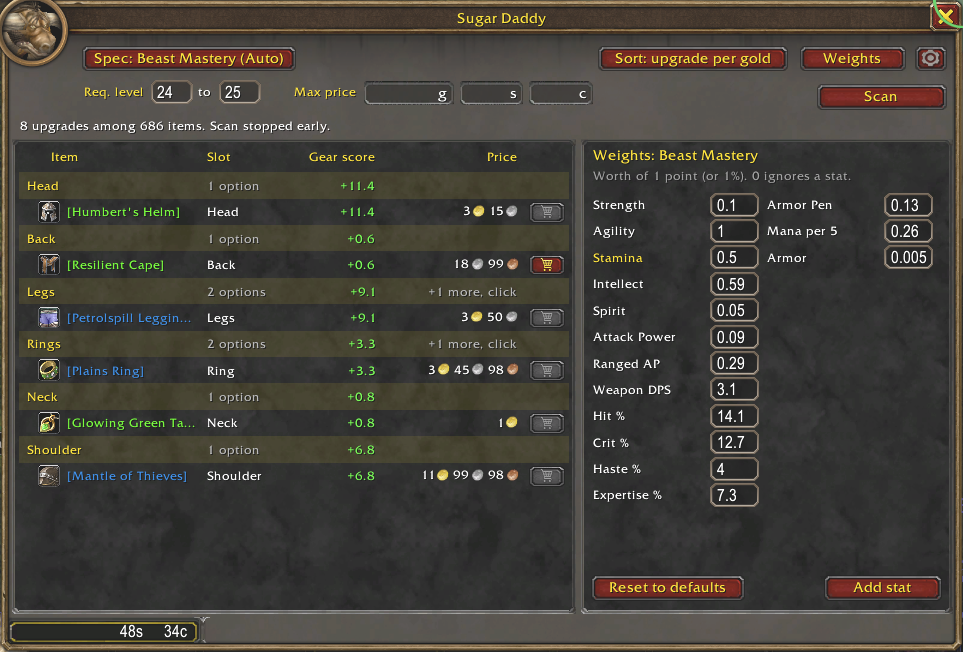 Sugar Daddy
Spec: Beast Mastery (Auto)
Sort: upgrade per gold
Weights
Req. level 24 to 25 Max price g s c
Scan
8 upgrades among 686 items. Scan stopped early.
Item Slot Gear score Price
Head 1 option +11.4
[Humbert's Helm] Head +11.4 3 15
Back 1 option +0.6
[Resilient Cape] Back +0.6 18 99
Legs 2 options +9.1 +1 more, click
[Petrolspill Leggin... Legs +9.1 3 50
Rings 2 options +3.3 +1 more, click
[Plains Ring] Ring +3.3 3 45 98
Neck 1 option +0.8
[Glowing Green Ta... Neck +0.8 1
Shoulder 1 option +6.8
[Mantle of Thieves] Shoulder +6.8 11 99 98
Weights: Beast Mastery
Worth of 1 point (or 1%). 0 ignores a stat.
Strength 0.1 Armor Pen 0.13
Agility 1 Mana per 5 0.26
Stamina 0.5 Armor 0.005
Intellect 0.59
Spirit 0.05
Attack Power 0.09
Ranged AP 0.29
Weapon DPS 3.1
Hit % 14.1
Crit % 12.7
Haste % 4
Expertise % 7.3
Reset to defaults Add stat
48s 34c